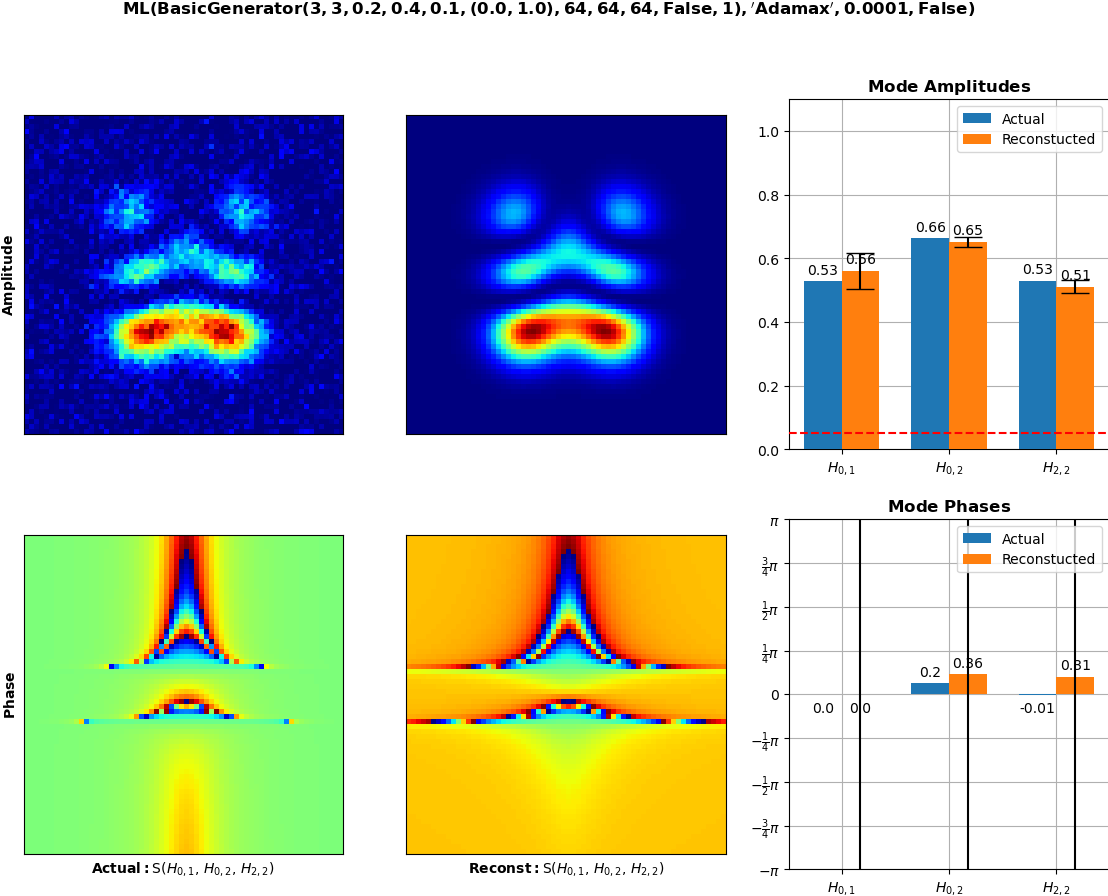 ML(BasicGenerator(3, 3, 0.2, 0.4, 0.1, (0.0, 1.0), 64, 64, 64, False, 1), ′Adamax′, 0.0001, False)
Amplitude
Mode Amplitudes
Actual
Reconstucted
1.0
0.8
0.6
0.4
0.2
0.0
0.53
0.56
0.66
0.65
0.53
0.51
H₀,₁
H₀,₂
H₂,₂
Phase
Actual: S(H₀,₁, H₀,₂, H₂,₂)
Reconst: S(H₀,₁, H₀,₂, H₂,₂)
Mode Phases
Actual
Reconstucted
π
3/4π
1/2π
1/4π
0
−1/4π
−1/2π
−3/4π
−π
0.0
0.0
0.2
0.36
-0.01
0.31
H₀,₁
H₀,₂
H₂,₂